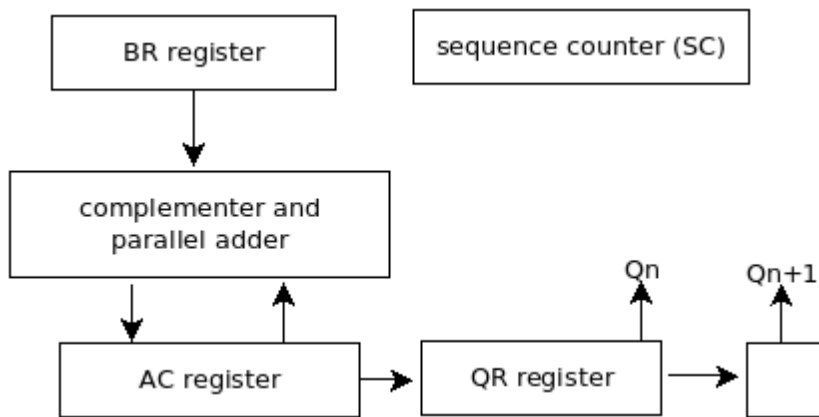 BR register
sequence counter (SC)
complementer and
parallel adder
Qn
Qn+1
AC register
QR register